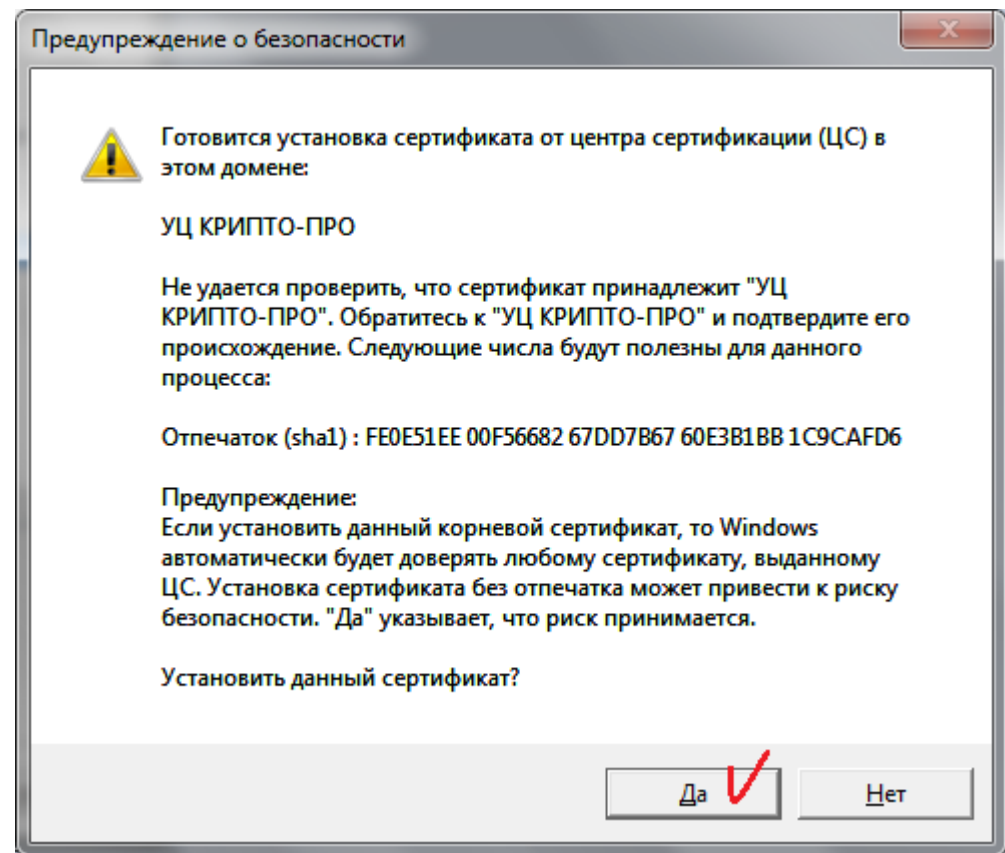 Предупреждение о безопасности
Готовится установка сертификата от центра сертификации (ЦС) в
этом домене:
УЦ КРИПТО-ПРО
Не удается проверить, что сертификат принадлежит "УЦ
КРИПТО-ПРО". Обратитесь к "УЦ КРИПТО-ПРО" и подтвердите его
происхождение. Следующие числа будут полезны для данного
процесса:
Отпечаток (sha1) : FE0E51EE 00F56682 67DD7B67 60E3B1BB 1C9CAFD6
Предупреждение:
Если установить данный корневой сертификат, то Windows
автоматически будет доверять любому сертификату, выданному
ЦС. Установка сертификата без отпечатка может привести к риску
безопасности. "Да" указывает, что риск принимается.
Установить данный сертификат?
Да
Нет